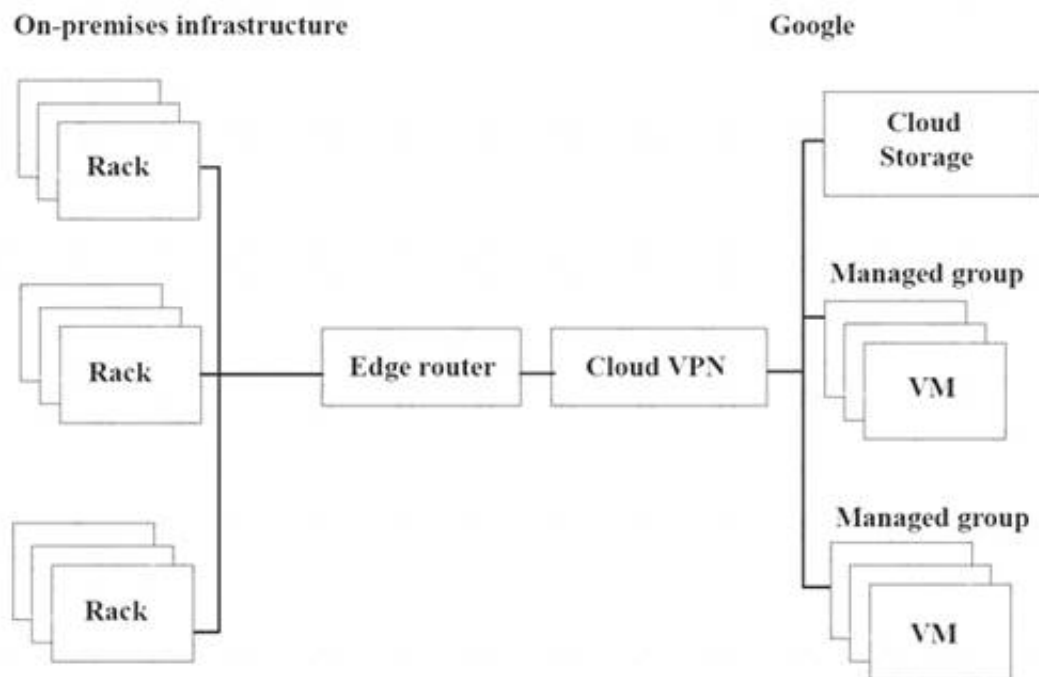 On-premises infrastructure
Google
Rack
Rack
Rack
Edge router
Cloud VPN
Cloud
Storage
Managed group
VM
Managed group
VM